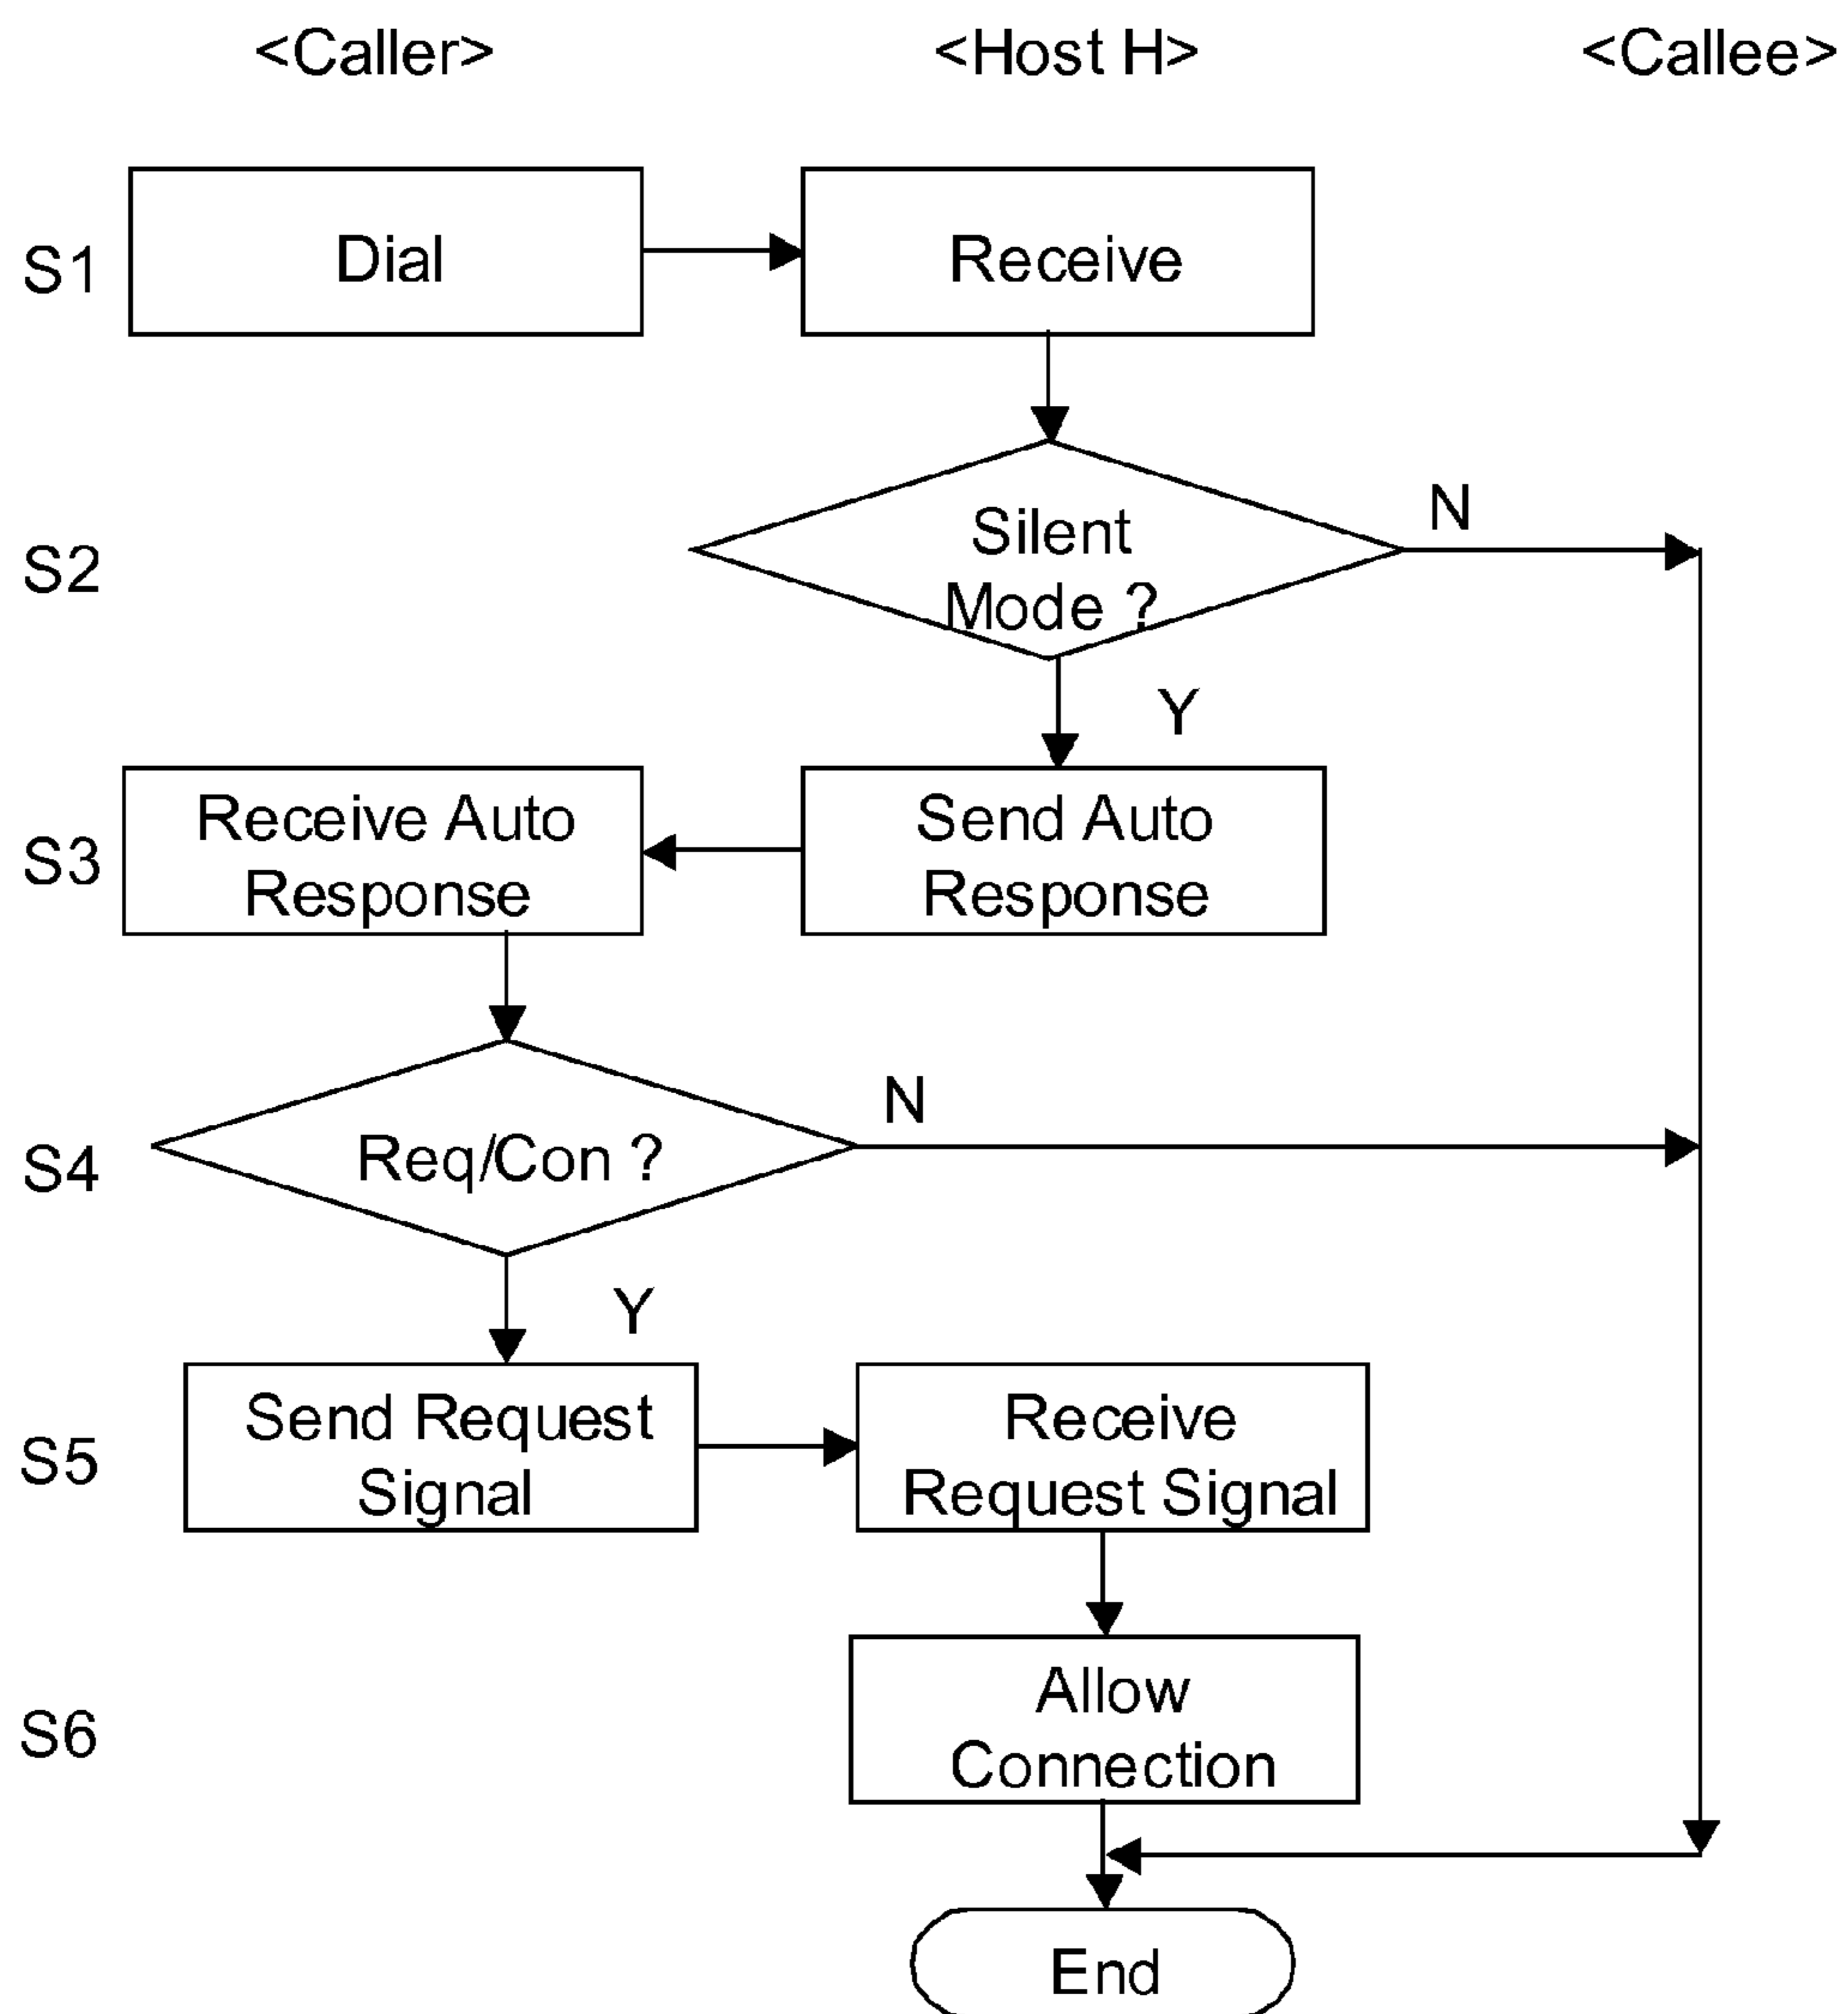 <Caller>
<Host H>
<Callee>
S1
Dial
Receive
S2
Silent
Mode ?
N
Y
S3
Receive Auto
Response
Send Auto
Response
S4
Req/Con ?
N
Y
S5
Send Request
Signal
Receive
Request Signal
S6
Allow
Connection
End